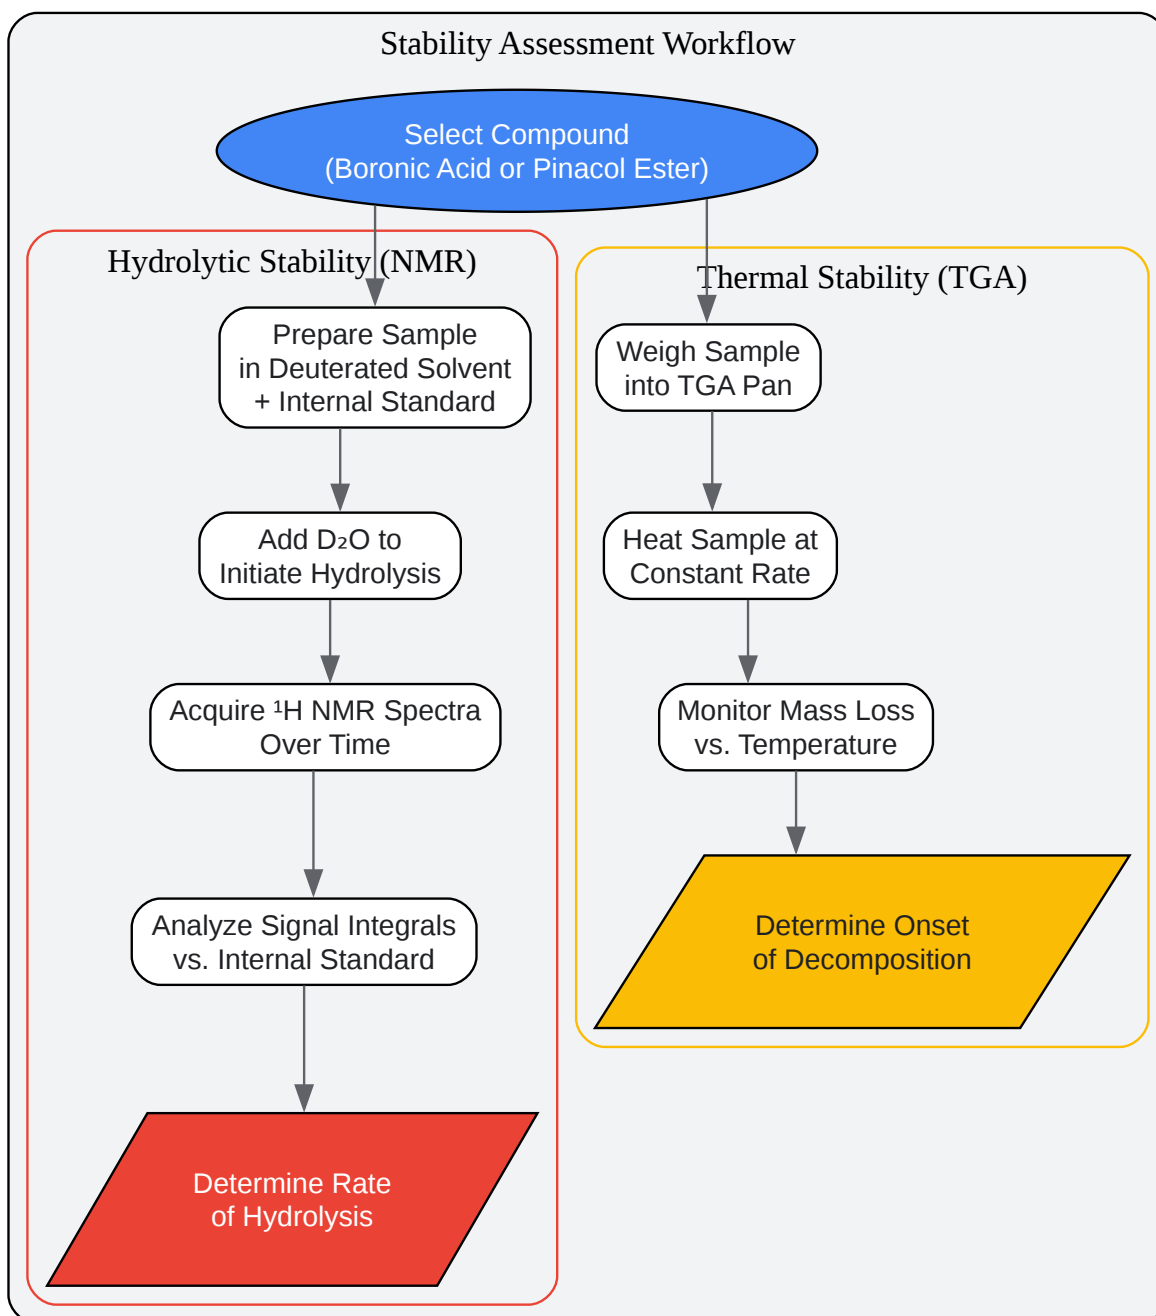 Stability Assessment Workflow
Select Compound
(Boronic Acid or Pinacol Ester)
Hydrolytic Stability (NMR)
Prepare Sample
in Deuterated Solvent
+ Internal Standard
Add D₂O to
Initiate Hydrolysis
Acquire ¹H NMR Spectra
Over Time
Analyze Signal Integrals
vs. Internal Standard
Determine Rate
of Hydrolysis
Thermal Stability (TGA)
Weigh Sample
into TGA Pan
Heat Sample at
Constant Rate
Monitor Mass Loss
vs. Temperature
Determine Onset
of Decomposition